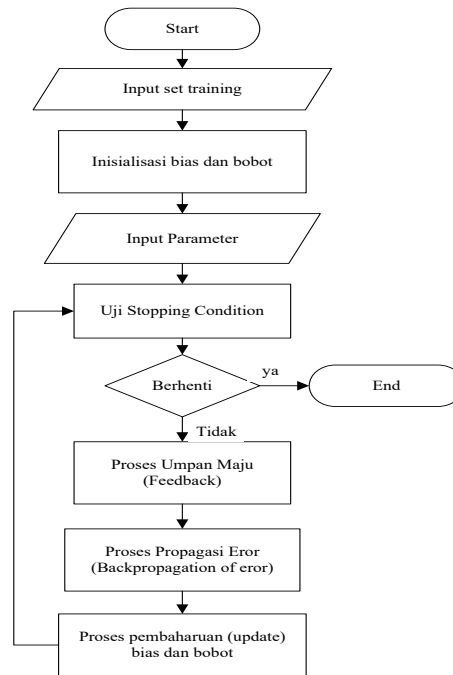 Start
Input set training
Inisialisasi bias dan bobot
Input Parameter
Uji Stopping Condition
Berhenti
ya
End
Tidak
Proses Umpan Maju
(Feedback)
Proses Propagasi Eror
(Backpropagation of eror)
Proses pembaharuan (update)
bias dan bobot